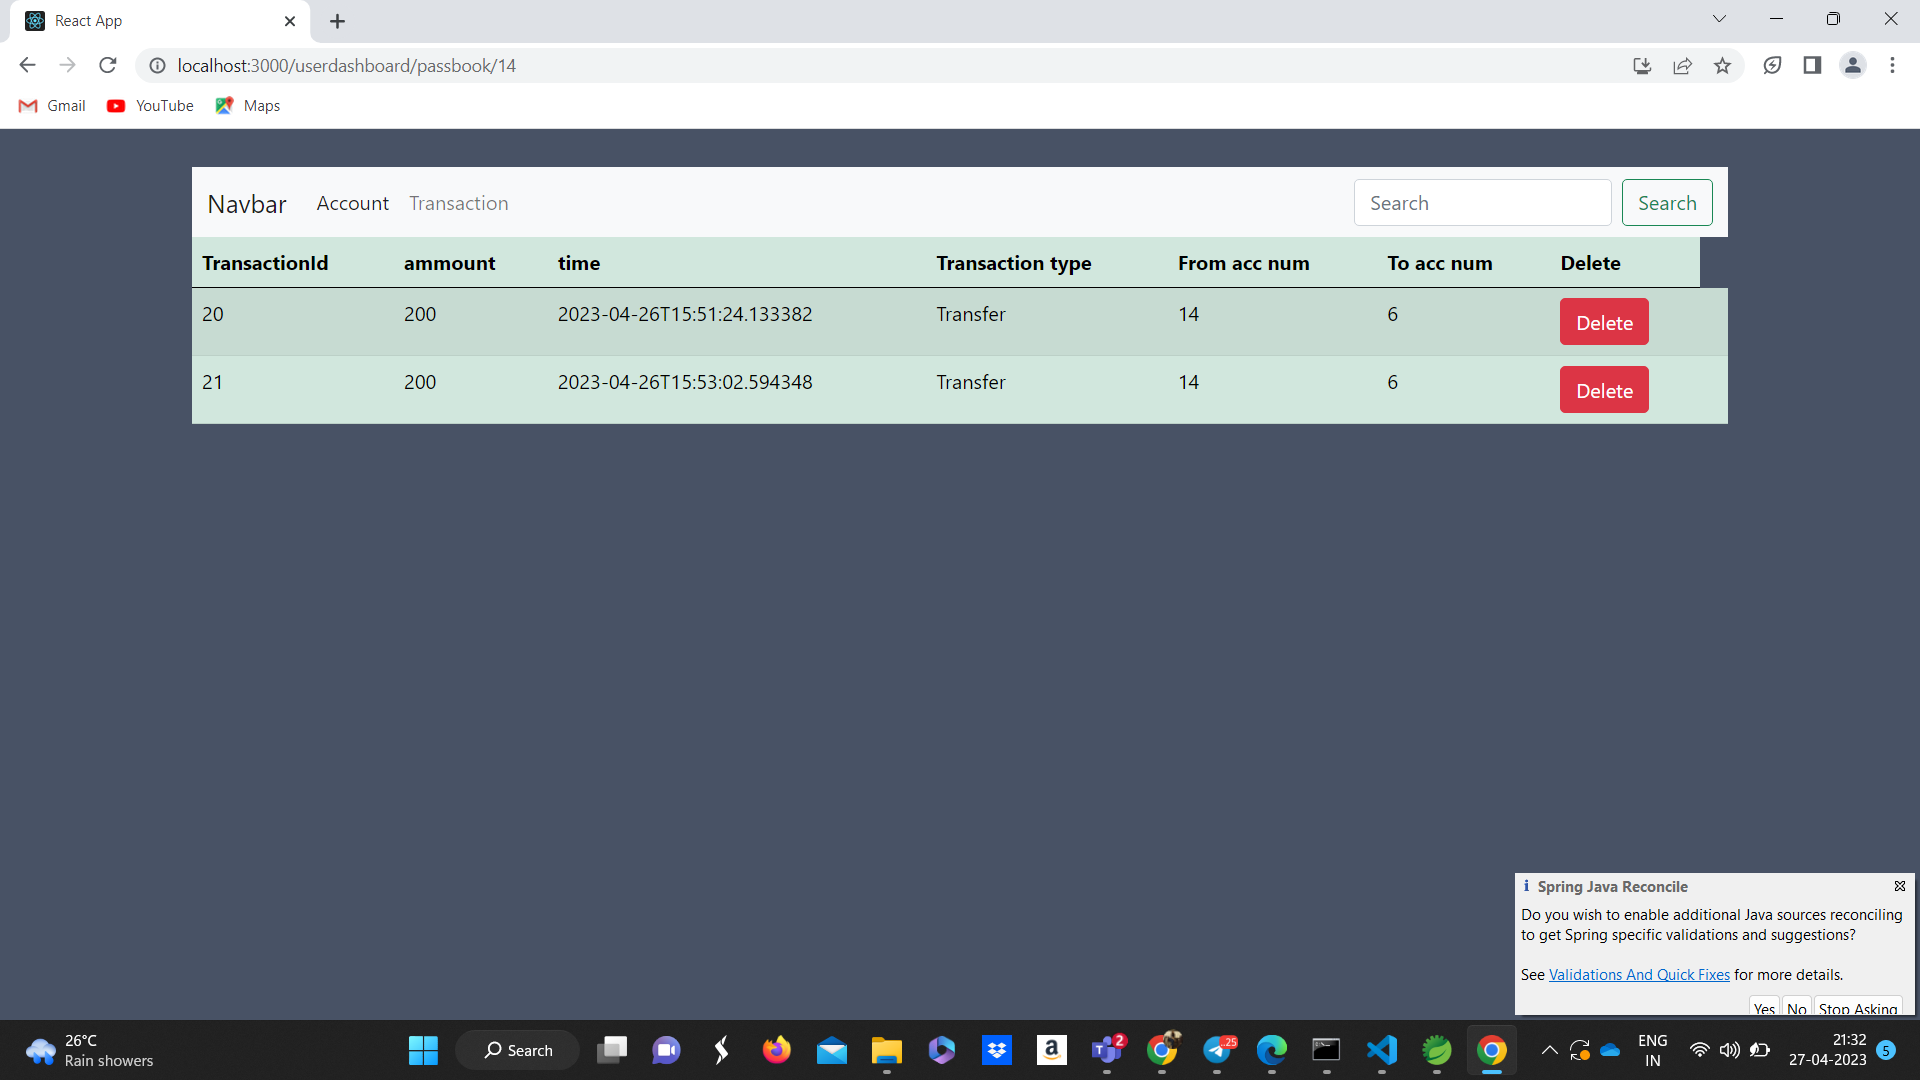 React App
localhost:3000/userdashboard/passbook/14
Gmail YouTube Maps
Navbar Account Transaction Search Search
TransactionId ammount time Transaction type From acc num To acc num Delete
20 200 2023-04-26T15:51:24.133382 Transfer 14 6 Delete
21 200 2023-04-26T15:53:02.594348 Transfer 14 6 Delete
Spring Java Reconcile
Do you wish to enable additional Java sources reconciling
to get Spring specific validations and suggestions?
See Validations And Quick Fixes for more details.
Yes No Stop Asking
26°C
Rain showers
Search
a
T 2
.25
ENG
IN
21:32
27-04-2023
5